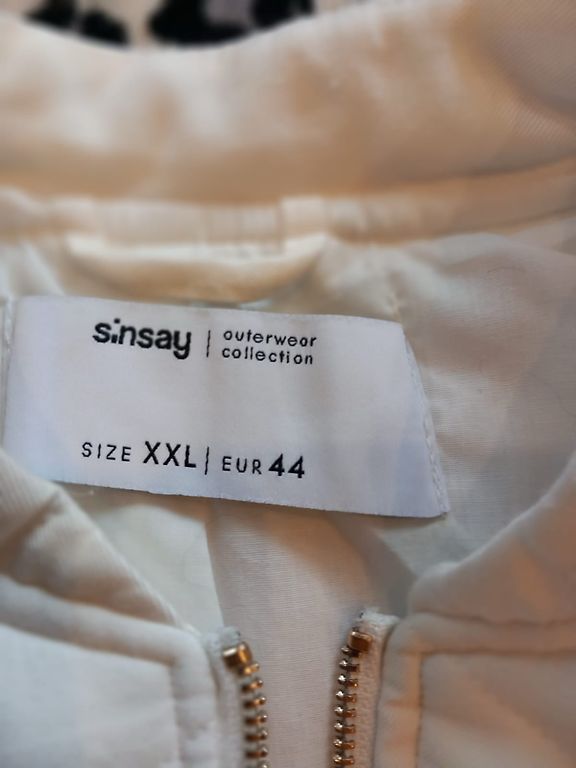 sinsay | outerwear
collection
SIZE XXL | EUR 44